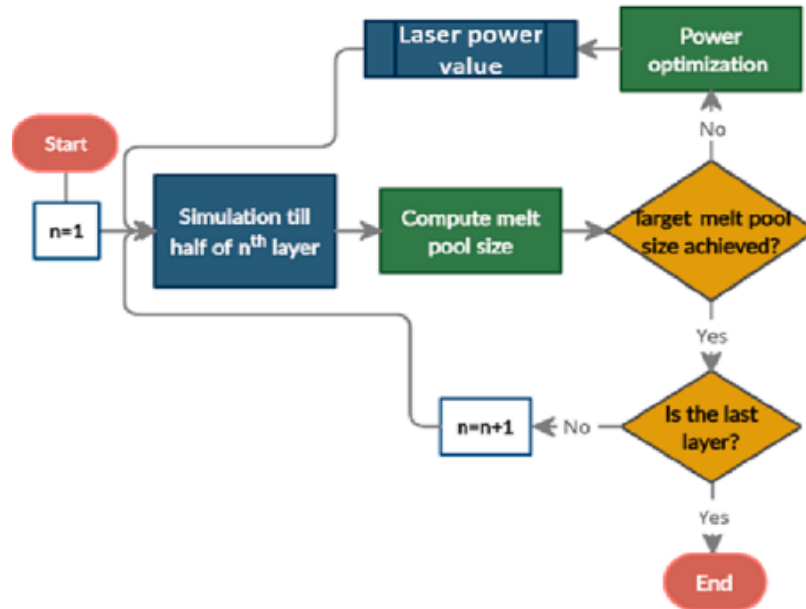 Laser power
value
Power
optimization
No
Start
n=1
Simulation till
half of nth layer
Compute melt
pool size
Target melt pool
size achieved?
Yes
Is the last
layer?
No
n=n+1
Yes
End